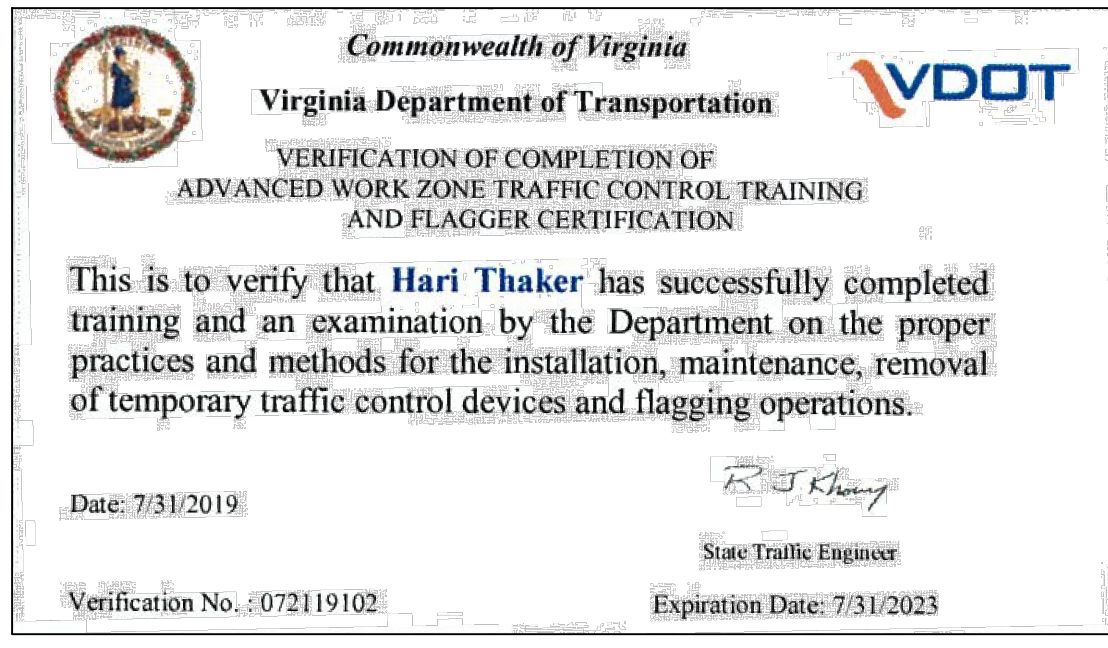 Commonwealth of Virginia
VDOT
Virginia Department of Transportation
VERIFICATION OF COMPLETION OF
ADVANCED WORK ZONE TRAFFIC CONTROL TRAINING
AND FLAGGER CERTIFICATION
This is to verify that Hari Thaker has successfully completed
training and an examination by the Department on the proper
practices and methods for the installation, maintenance, removal
of temporary traffic control devices and flagging operations.
R J Khoury
Date: 7/31/2019
State Traffic Engineer
Verification No. : 072119102
Expiration Date: 7/31/2023